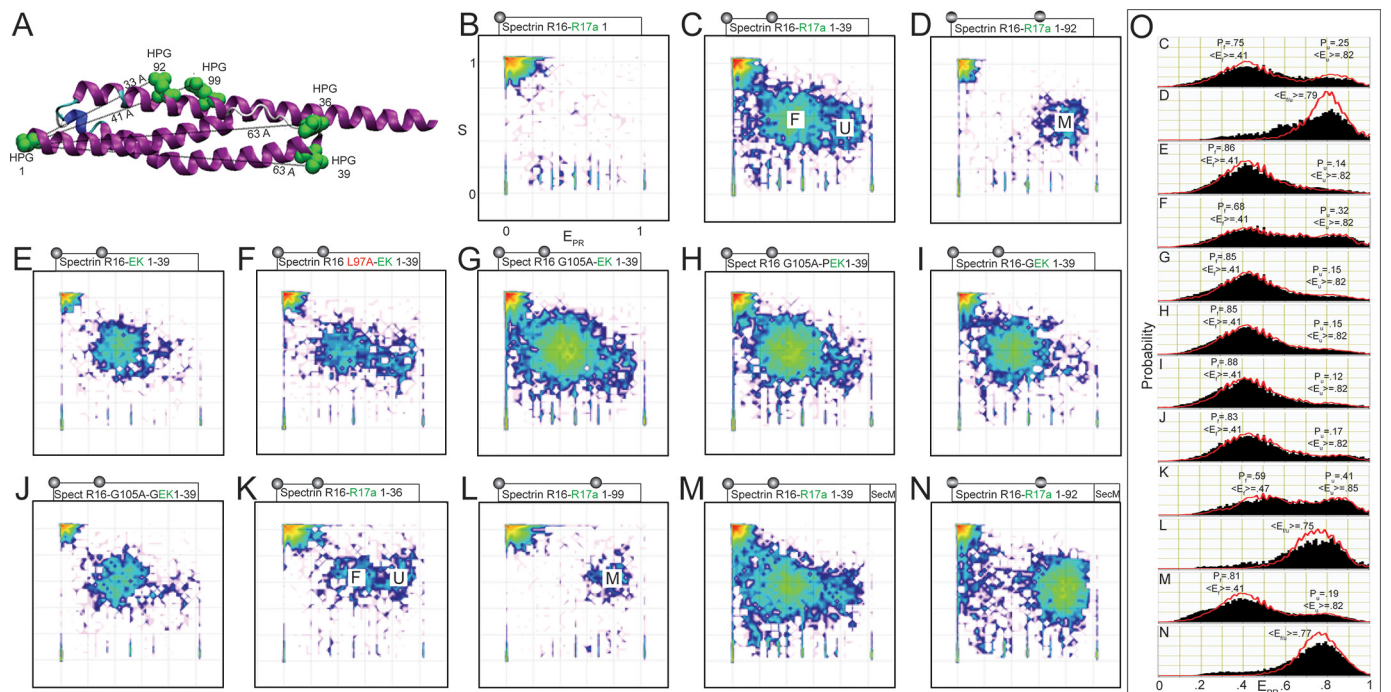 A
HPG
92
HPG
99
HPG
36
33 A
41 A
63 A
63 A
HPG
1
HPG
39
B
Spectrin R16-R17a 1
1
S
0
0
E_PR
1
C
Spectrin R16-R17a 1-39
F
U
D
Spectrin R16-R17a 1-92
M
E
Spectrin R16-EK 1-39
F
Spectrin R16 L97A-EK 1-39
G
Spect R16 G105A-EK 1-39
H
Spect R16 G105A-PEK1-39
I
Spectrin R16-GEK 1-39
J
Spect R16-G105A-GEK1-39
K
Spectrin R16-R17a 1-36
F
U
L
Spectrin R16-R17a 1-99
M
M
Spectrin R16-R17a 1-39
SecM
N
Spectrin R16-R17a 1-92
SecM
O
Probability
C
P_f=.75
<E_f>=.41
P_u=.25
<E_u>=.82
D
<E_f/u>=.79
E
P_f=.86
<E_f>=.41
P_u=.14
<E_u>=.82
F
P_f=.68
<E_f>=.41
P_u=.32
<E_u>=.82
G
P_f=.85
<E_f>=.41
P_u=.15
<E_u>=.82
H
P_f=.85
<E_f>=.41
P_u=.15
<E_u>=.82
I
P_f=.88
<E_f>=.41
P_u=.12
<E_u>=.82
J
P_f=.83
<E_f>=.41
P_u=.17
<E_u>=.82
K
P_f=.59
<E_f>=.47
P_u=.41
<E_u>=.85
L
<E_f/u>=.75
M
P_f=.81
<E_f>=.41
P_u=.19
<E_u>=.82
N
<E_f/u>=.77
0 .2 .4 E_PR .6 .8 1